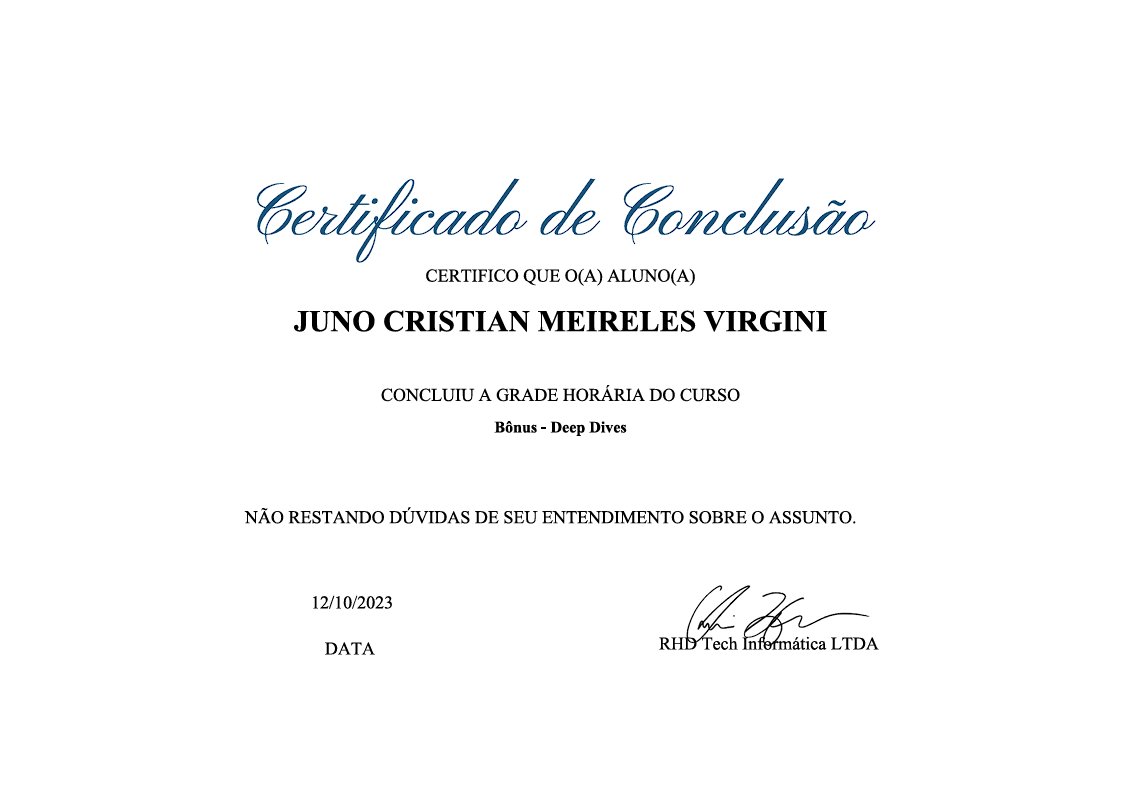 Certificado de Conclusão
CERTIFICO QUE O(A) ALUNO(A)
JUNO CRISTIAN MEIRELES VIRGINI
CONCLUIU A GRADE HORÁRIA DO CURSO
Bônus - Deep Dives
NÃO RESTANDO DÚVIDAS DE SEU ENTENDIMENTO SOBRE O ASSUNTO.
12/10/2023
DATA
RHD Tech Informática LTDA